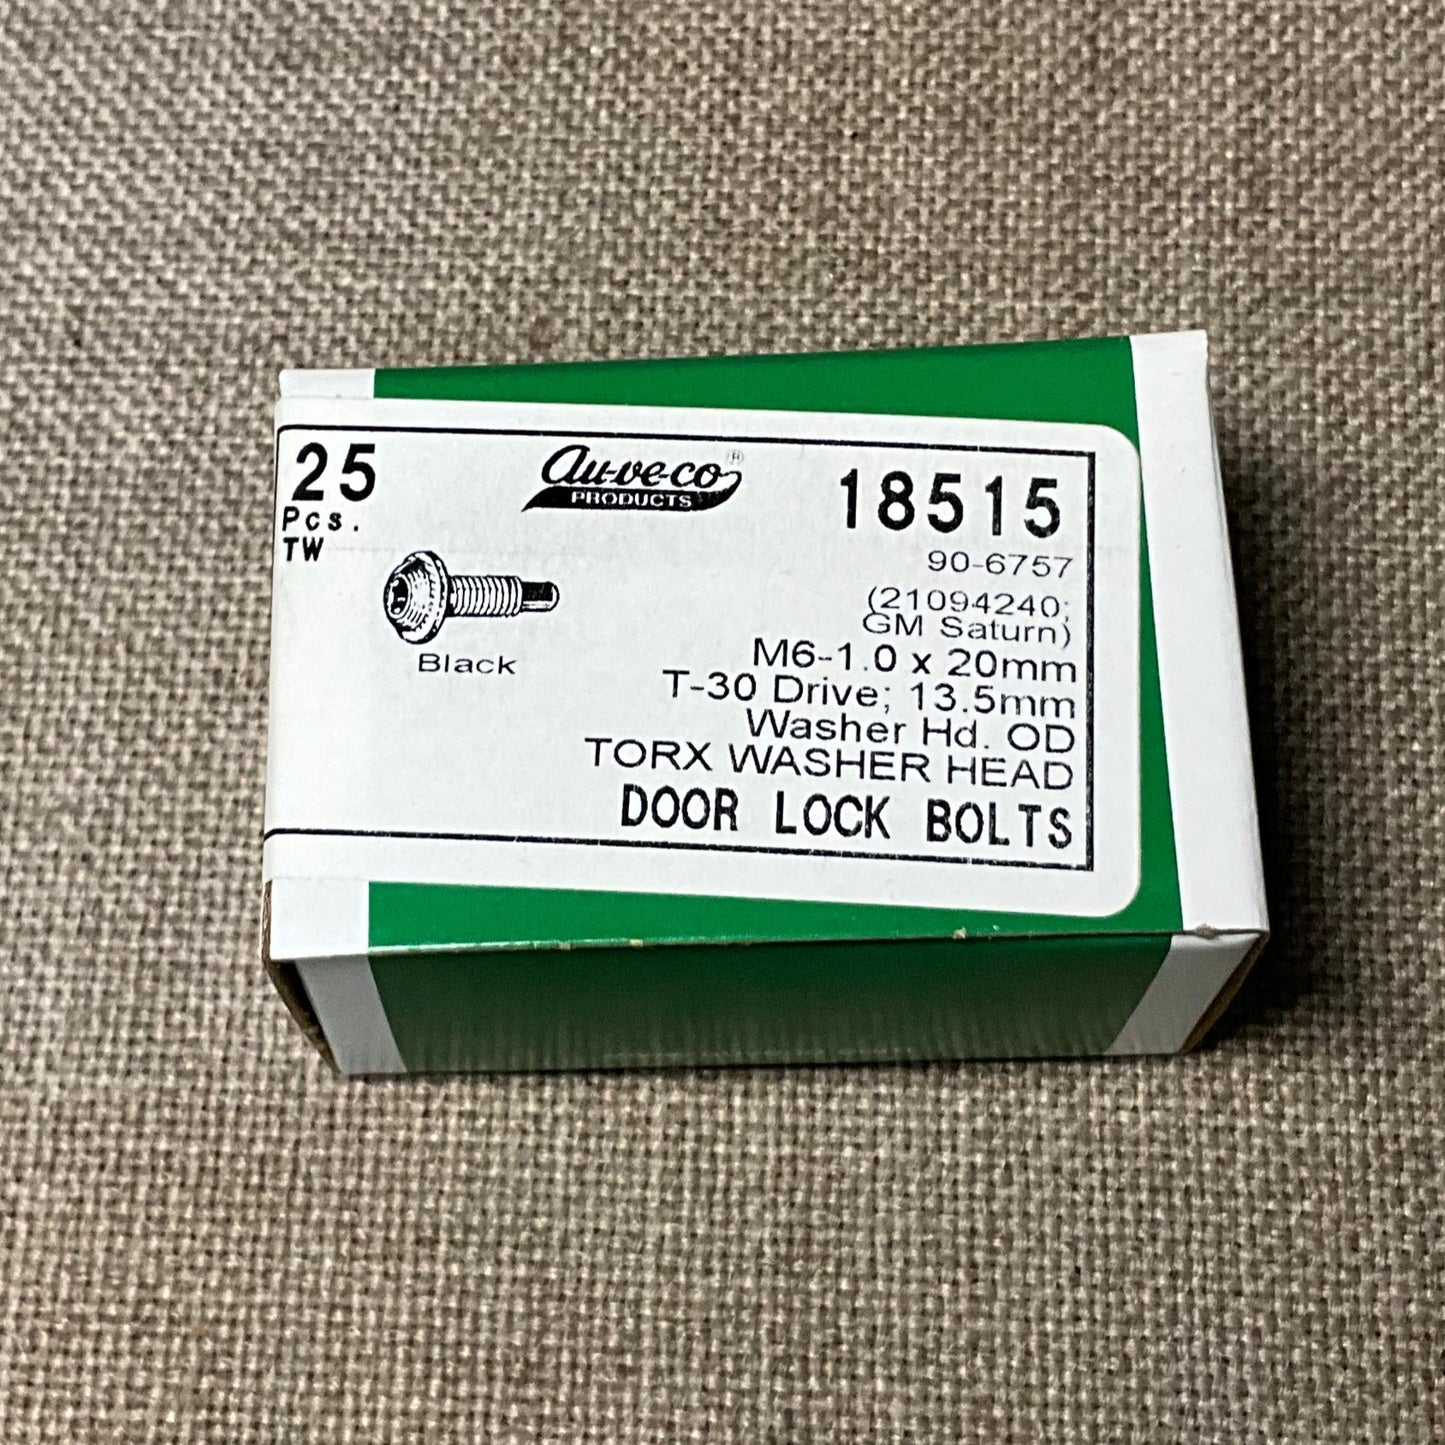 25
Pcs.
TW
au-ve-co®
PRODUCTS
18515
90-6757
(21094240;
GM Saturn)
Black
M6-1.0 x 20mm
T-30 Drive; 13.5mm
Washer Hd. OD
TORX WASHER HEAD
DOOR LOCK BOLTS